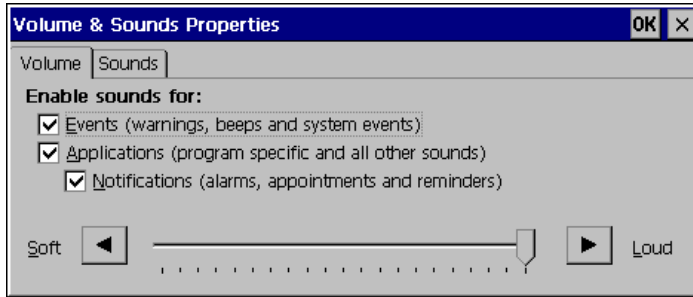 Volume & Sounds Properties OK ×
Volume Sounds
Enable sounds for:
Events (warnings, beeps and system events)
Applications (program specific and all other sounds)
Notifications (alarms, appointments and reminders)
Soft Loud